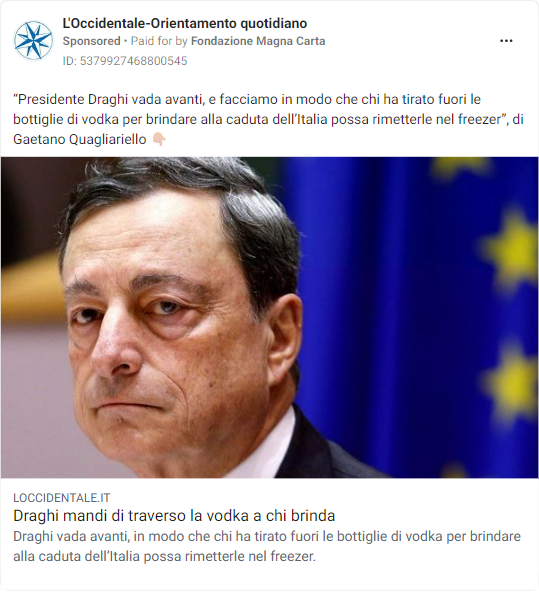 L'Occidentale-Orientamento quotidiano
Sponsored • Paid for by Fondazione Magna Carta
ID: 5379927468800545
“Presidente Draghi vada avanti, e facciamo in modo che chi ha tirato fuori le
bottiglie di vodka per brindare alla caduta dell’Italia possa rimetterle nel freezer”, di
Gaetano Quagliariello 👇🏻
LOCCIDENTALE.IT
Draghi mandi di traverso la vodka a chi brinda
Draghi vada avanti, in modo che chi ha tirato fuori le bottiglie di vodka per brindare
alla caduta dell’Italia possa rimetterle nel freezer.